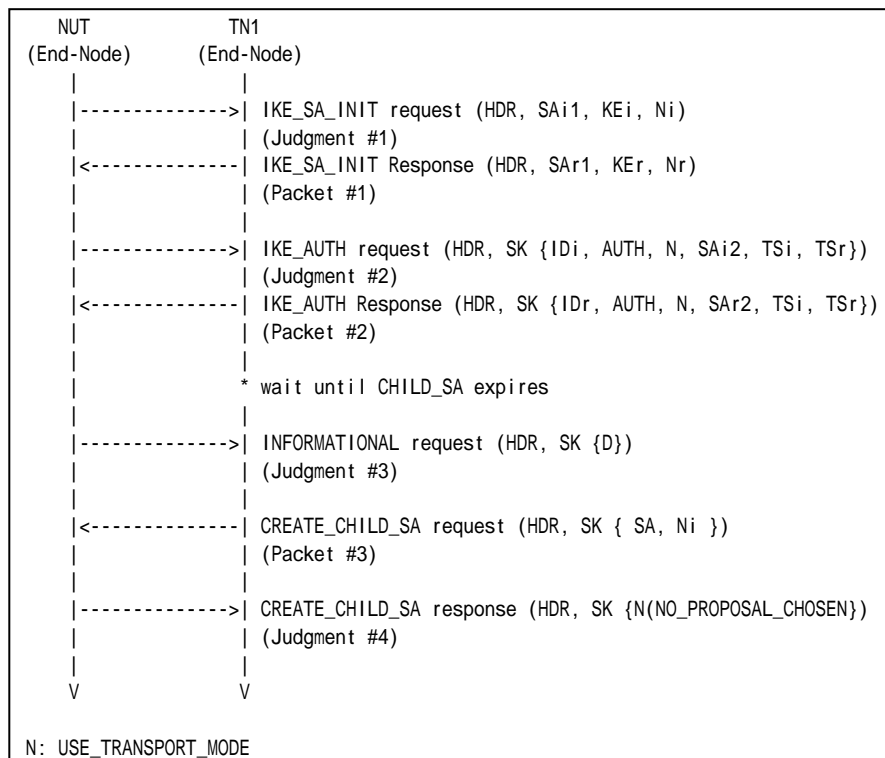 NUT TN1
(End-Node) (End-Node)
| |
|-------------->| IKE_SA_INIT request (HDR, SAi1, KEi, Ni)
| | (Judgment #1)
|<--------------| IKE_SA_INIT Response (HDR, SAr1, KEr, Nr)
| | (Packet #1)
| |
|-------------->| IKE_AUTH request (HDR, SK {IDi, AUTH, N, SAi2, TSi, TSr})
| | (Judgment #2)
|<--------------| IKE_AUTH Response (HDR, SK {IDr, AUTH, N, SAr2, TSi, TSr})
| | (Packet #2)
| |
| * wait until CHILD_SA expires
| |
|-------------->| INFORMATIONAL request (HDR, SK {D})
| | (Judgment #3)
| |
|<--------------| CREATE_CHILD_SA request (HDR, SK { SA, Ni })
| | (Packet #3)
| |
|-------------->| CREATE_CHILD_SA response (HDR, SK {N(NO_PROPOSAL_CHOSEN})
| | (Judgment #4)
| |
V V
N: USE_TRANSPORT_MODE